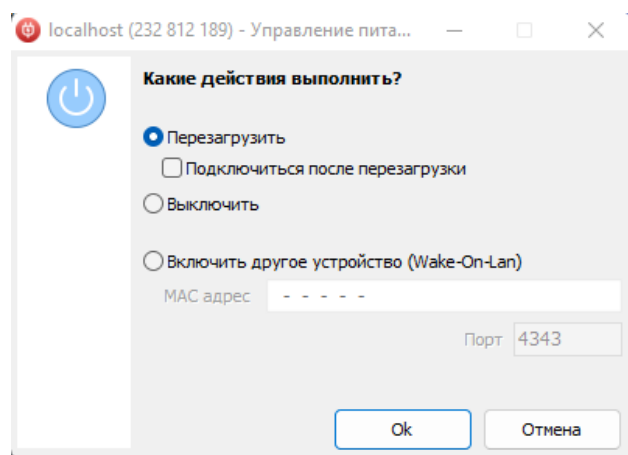 localhost (232 812 189) - Управление пита...
Какие действия выполнить?
Перезагрузить
Подключиться после перезагрузки
Выключить
Включить другое устройство (Wake-On-Lan)
MAC адрес - - - - -
Порт 4343
Ok Отмена